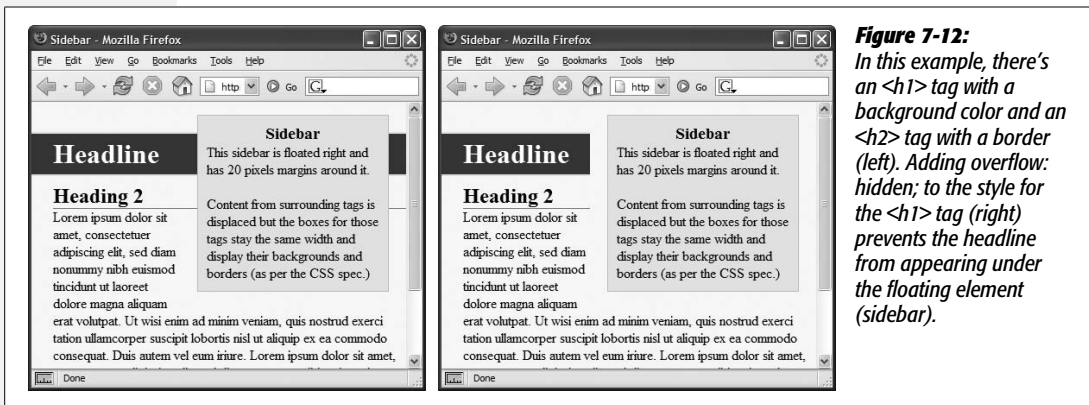 Sidebar - Mozilla Firefox
File Edit View Go Bookmarks Tools Help
http Go G
Headline
Heading 2
Lorem ipsum dolor sit
amet, consectetuer
adipiscing elit, sed diam
nonummy nibh euismod
tincidunt ut laoreet
dolore magna aliquam
erat volutpat. Ut wisi enim ad minim veniam, quis nostrud exerci
tation ullamcorper suscipit lobortis nisl ut aliquip ex ea commodo
consequat. Duis autem vel eum iriure. Lorem ipsum dolor sit amet,
Sidebar
This sidebar is floated right and
has 20 pixels margins around it.
Content from surrounding tags is
displaced but the boxes for those
tags stay the same width and
display their backgrounds and
borders (as per the CSS spec.)
Done
Sidebar - Mozilla Firefox
File Edit View Go Bookmarks Tools Help
http Go G
Headline
Heading 2
Lorem ipsum dolor sit
amet, consectetuer
adipiscing elit, sed diam
nonummy nibh euismod
tincidunt ut laoreet
dolore magna aliquam
erat volutpat. Ut wisi enim ad minim veniam, quis nostrud exerci
tation ullamcorper suscipit lobortis nisl ut aliquip ex ea commodo
consequat. Duis autem vel eum iriure. Lorem ipsum dolor sit amet,
Sidebar
This sidebar is floated right and
has 20 pixels margins around it.
Content from surrounding tags is
displaced but the boxes for those
tags stay the same width and
display their backgrounds and
borders (as per the CSS spec.)
Done
Figure 7-12:
In this example, there's
an <h1> tag with a
background color and an
<h2> tag with a border
(left). Adding overflow:
hidden; to the style for
the <h1> tag (right)
prevents the headline
from appearing under
the floating element
(sidebar).